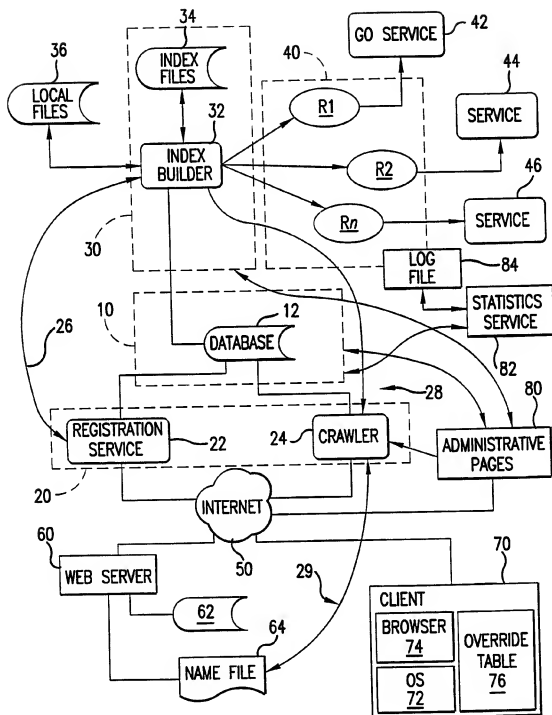 36
34
42
INDEX
FILES
40
GO SERVICE
LOCAL
FILES
32
R1
44
SERVICE
INDEX
BUILDER
R2
46
Rn
SERVICE
30
LOG
FILE
84
10
12
STATISTICS
SERVICE
26
DATABASE
82
28
80
REGISTRATION
SERVICE
22
24
CRAWLER
ADMINISTRATIVE
PAGES
20
INTERNET
60
50
70
WEB SERVER
29
CLIENT
62
64
BROWSER
74
OVERRIDE
TABLE
76
NAME FILE
OS
72